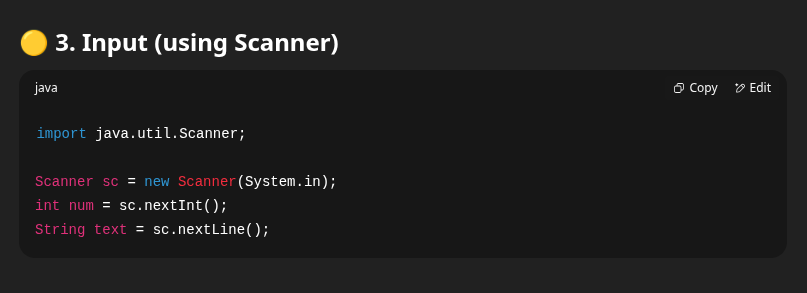 🟡 3. Input (using Scanner)
java
Copy
Edit
import java.util.Scanner;
Scanner sc = new Scanner(System.in);
int num = sc.nextInt();
String text = sc.nextLine();